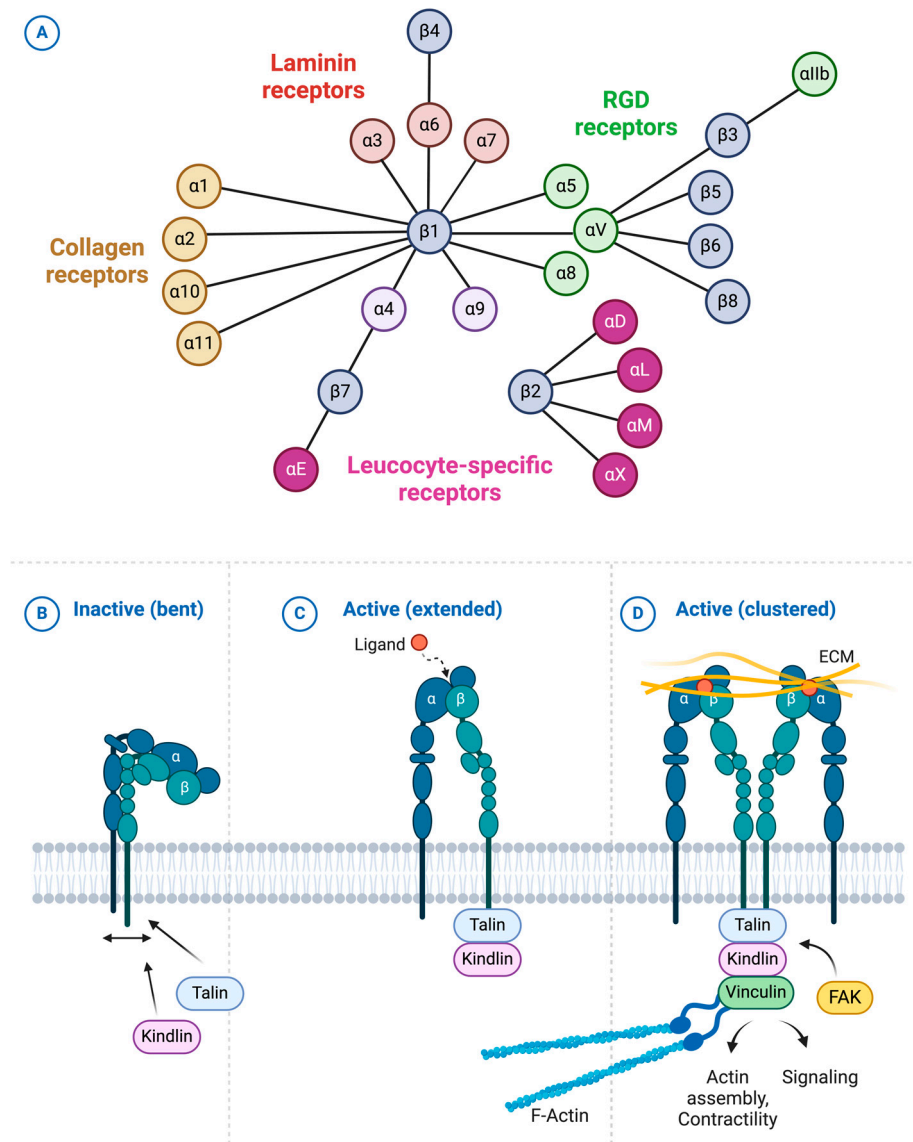 A
β4
Laminin
receptors
αIIb
RGD
receptors
α3
α6
α7
β3
α1
α5
β5
Collagen
receptors
α2
β1
αV
β6
α10
α8
β8
α11
α4
α9
αD
β7
β2
αL
αM
αE
Leucocyte-specific
receptors
αX
B
Inactive (bent)
α
β
Talin
Kindlin
C
Active (extended)
Ligand
α
β
Talin
Kindlin
D
Active (clustered)
ECM
α
β
β
α
Talin
Kindlin
Vinculin
FAK
F-Actin
Actin
assembly,
Contractility
Signaling